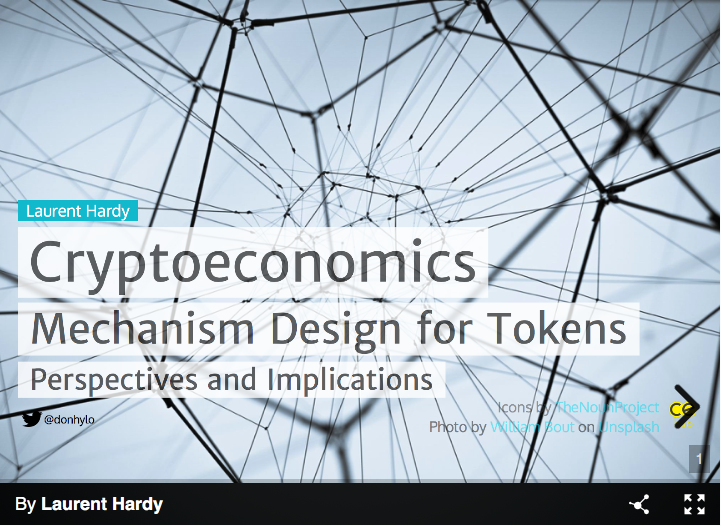 Laurent Hardy
Cryptoeconomics
Mechanism Design for Tokens
Perspectives and Implications
@donhylo
Icons by TheNounProject
Photo by William Bout on Unsplash
1
By Laurent Hardy